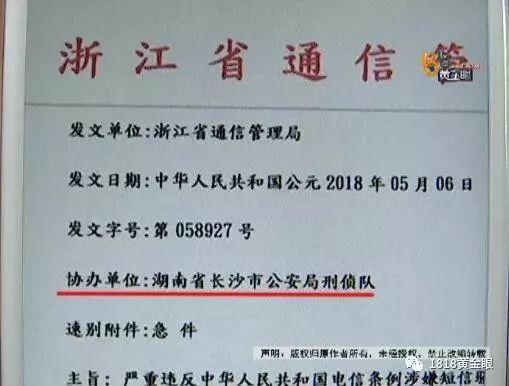 浙江省通信管
黄金眼
发文单位:浙江省通信管理局
发文日期:中华人民共和国公元 2018 年 05 月 06 日
发文字号:第 058927 号
协办单位:湖南省长沙市公安局刑侦队
速别附件:急 件
声明:版权归原作者所有,未经授权,禁止改编转载
1818黄金眼
主旨:严重违反中华人民共和国电信条例涉嫌短信